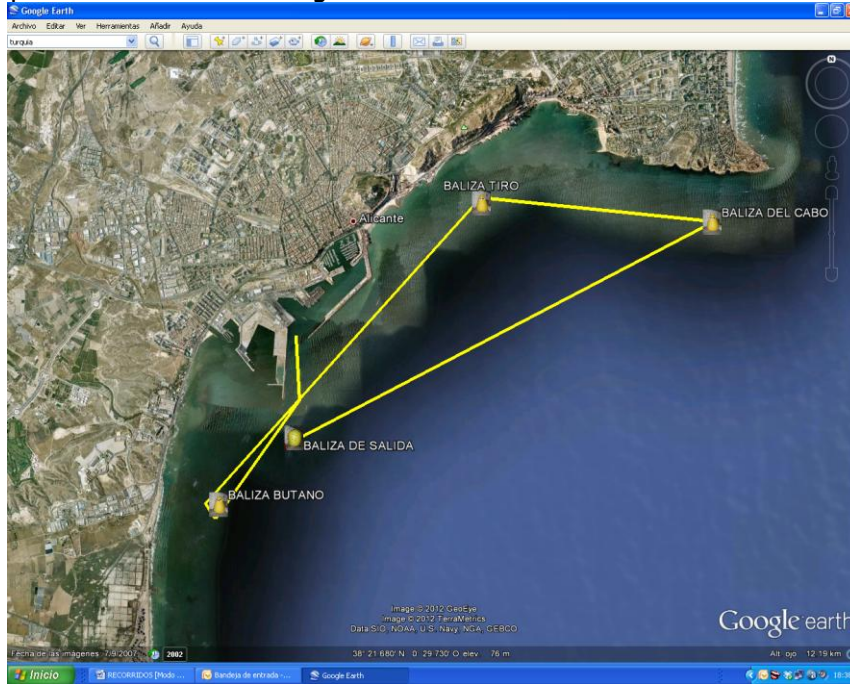 Google Earth
Archivo Editar Ver Herramientas Añadir Ayuda
turquia
N
BALIZA TIRO
BALIZA DEL CABO
Alicante
BALIZA DE SALIDA
BALIZA BUTANO
Image © 2012 GeoEye
Image © 2012 TerraMetrics
Data SIO, NOAA, U.S. Navy, NGA, GEBCO
Google earth
Fecha de las imágenes: 7/9/2007 2002 38°21.680' N 0°29.730' O elev. 76 m Alt. ojo 12.19 km
Inicio RECORRIDOS [Modo ... Bandeja de entrada -... Google Earth